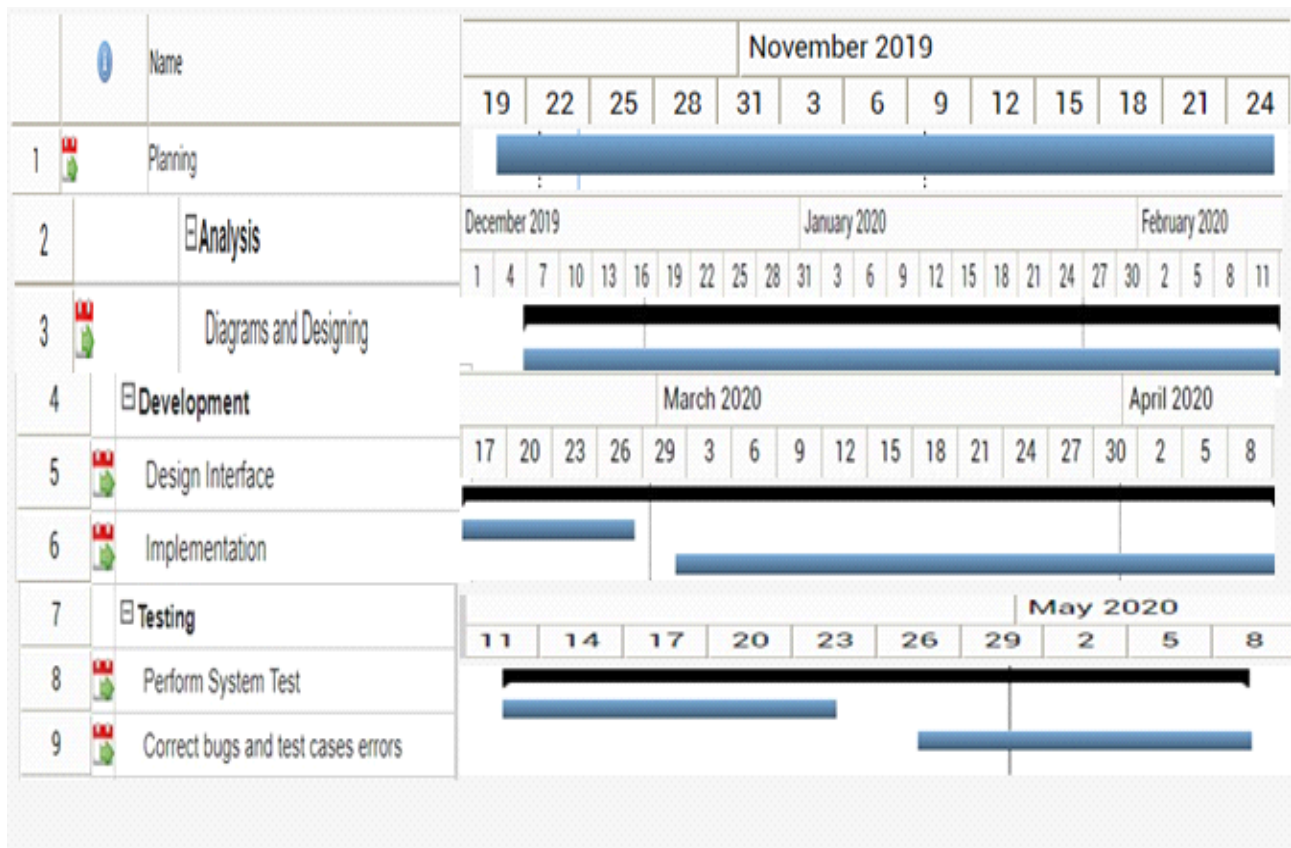 Name
November 2019
19 22 25 28 31 3 6 9 12 15 18 21 24
1 Planning
2 Analysis
December 2019 January 2020 February 2020
1 4 7 10 13 16 19 22 25 28 31 3 6 9 12 15 18 21 24 27 30 2 5 8 11
3 Diagrams and Designing
4 Development
March 2020 April 2020
17 20 23 26 29 3 6 9 12 15 18 21 24 27 30 2 5 8
5 Design Interface
6 Implementation
7 Testing
May 2020
11 14 17 20 23 26 29 2 5 8
8 Perform System Test
9 Correct bugs and test cases errors